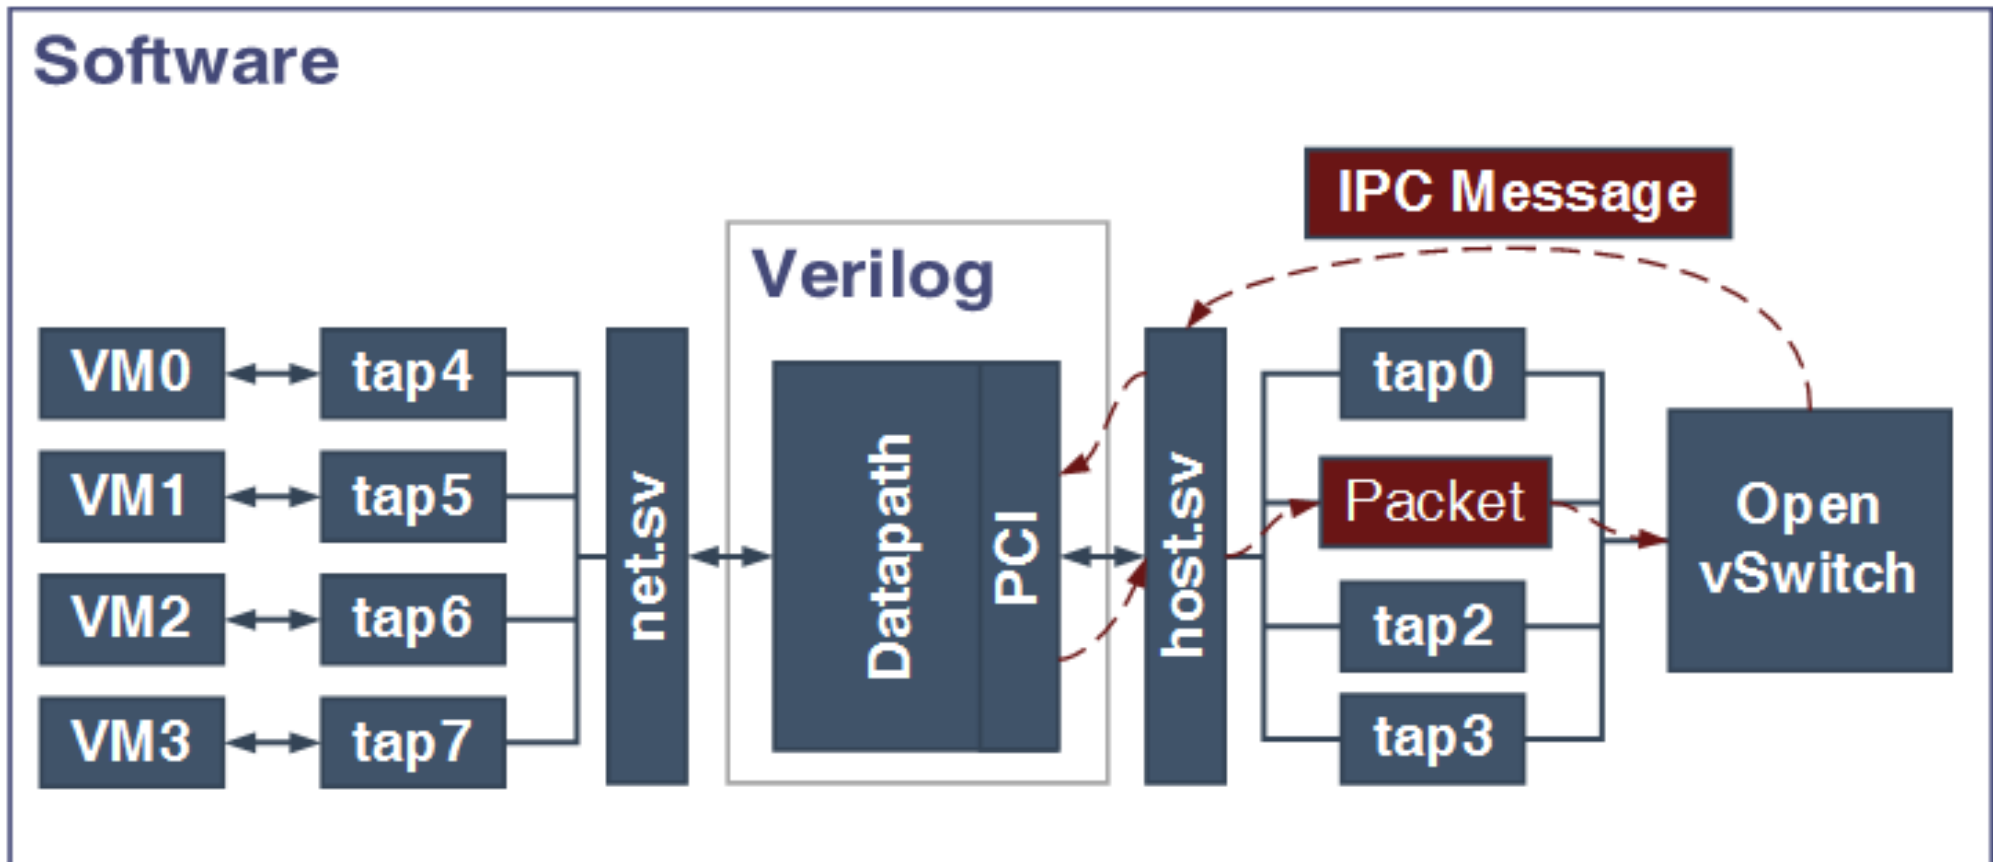 Software
IPC Message
Verilog
VM0
tap4
VM1
tap5
VM2
tap6
VM3
tap7
net.sv
Datapath
PCI
host.sv
tap0
Packet
tap2
tap3
Open
vSwitch